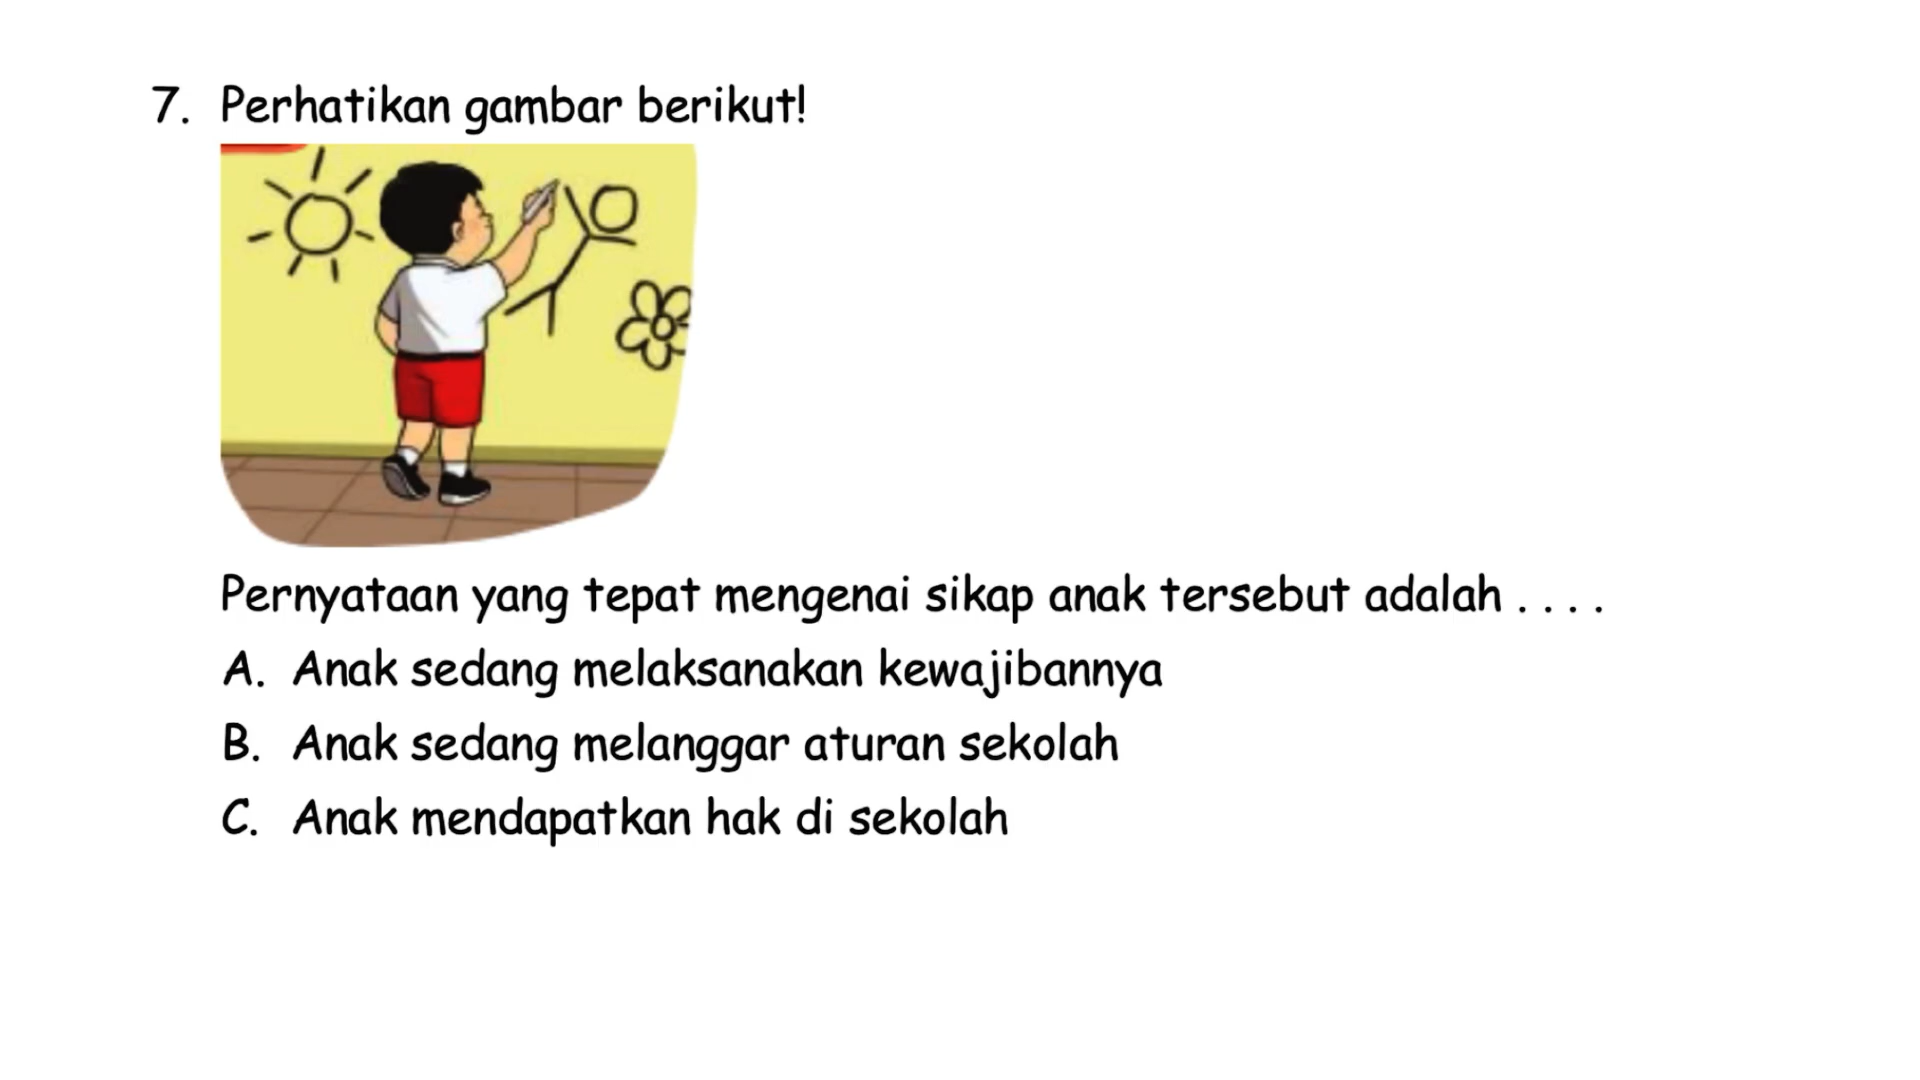 7. Perhatikan gambar berikut!
Pernyataan yang tepat mengenai sikap anak tersebut adalah . . . .
A. Anak sedang melaksanakan kewajibannya
B. Anak sedang melanggar aturan sekolah
C. Anak mendapatkan hak di sekolah